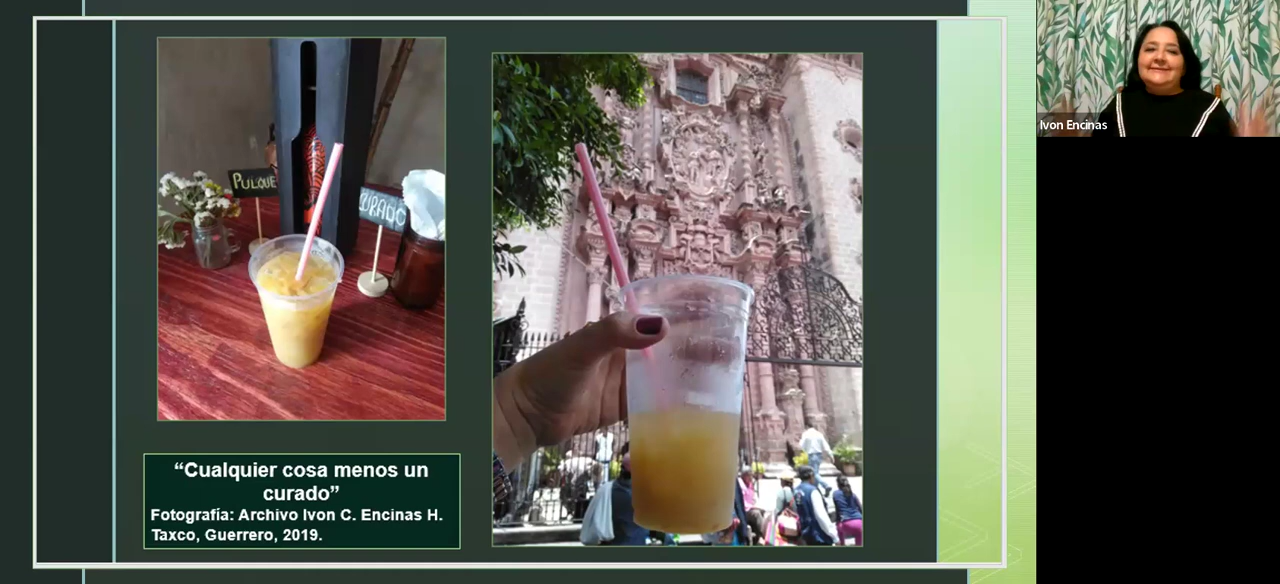 PULQUE
CURADO
“Cualquier cosa menos un
curado”
Fotografía: Archivo Ivon C. Encinas H.
Taxco, Guerrero, 2019.
Ivon Encinas